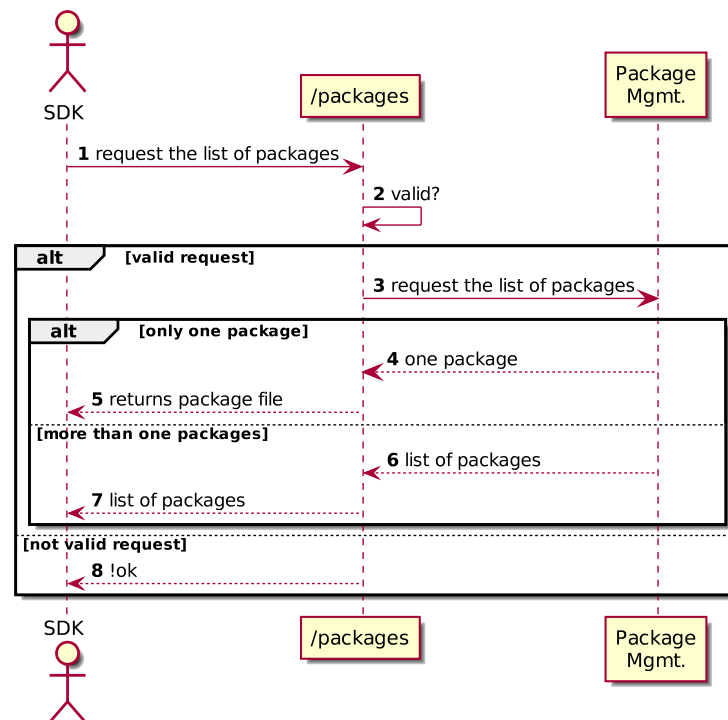 SDK
/packages
Package
Mgmt.
1 request the list of packages
2 valid?
alt [valid request]
3 request the list of packages
alt [only one package]
4 one package
5 returns package file
[more than one packages]
6 list of packages
7 list of packages
[not valid request]
8 !ok
SDK
/packages
Package
Mgmt.